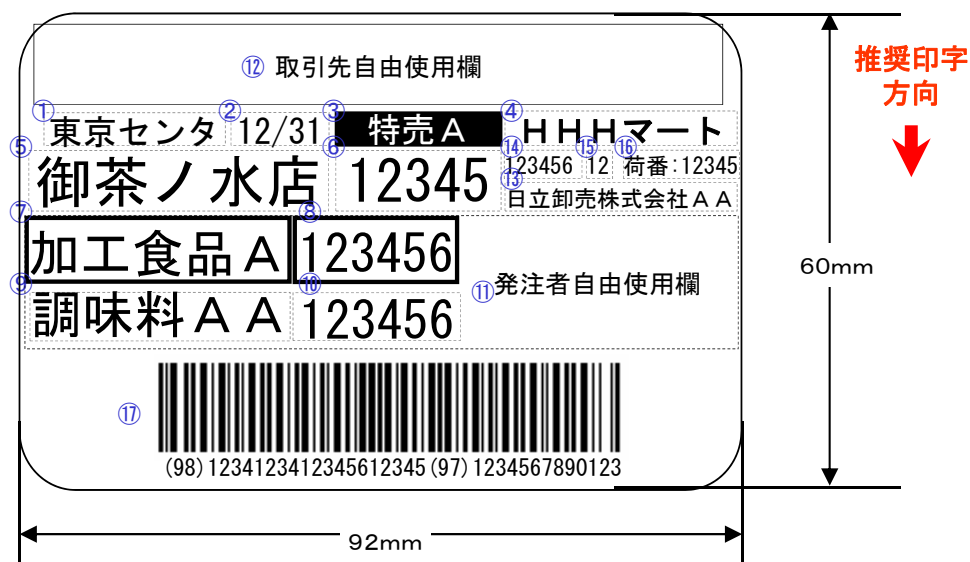 ⑫ 取引先自由使用欄
推奨印字
方向
① 東京センタ ② 12/31 ③ 特売A ④ HHHマート
⑤ 御茶ノ水店 ⑥ 12345 ⑭ 123456 ⑮ 12 ⑯ 荷番:12345
⑬ 日立卸売株式会社AA
⑦ 加工食品A ⑧ 123456
⑨ 調味料AA ⑩ 123456
⑪ 発注者自由使用欄
60mm
⑰
(98)1234123412345612345(97)1234567890123
92mm